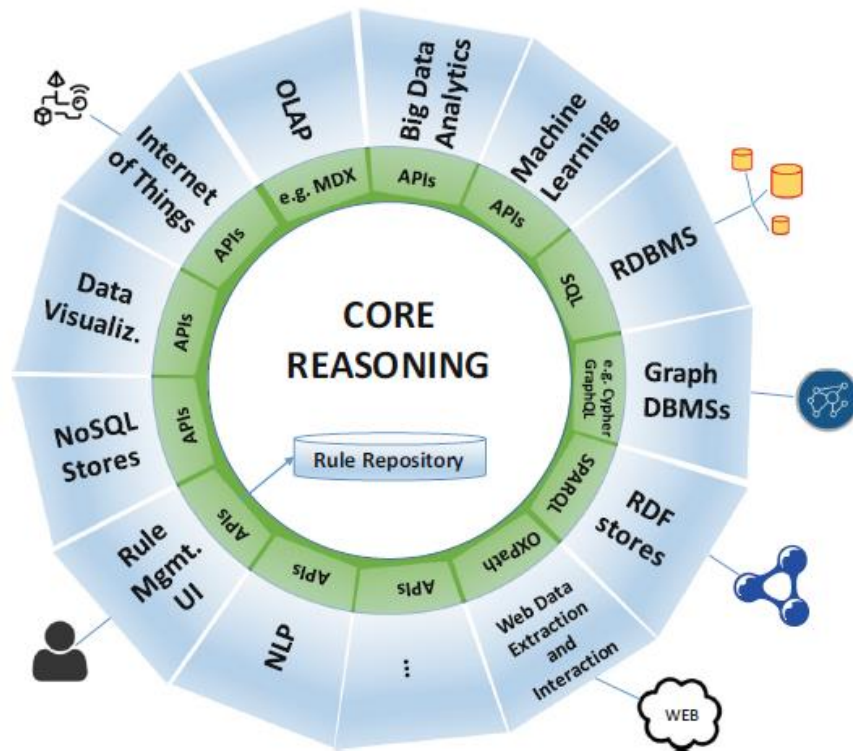 OLAP
e.g. MDX
Big Data
Analytics
APIs
Machine
Learning
APIs
RDBMS
SQL
Graph
DBMSs
e.g. Cypher
GraphQL
RDF
stores
SPARQL
Web Data
Extraction
and
Interaction
OXPath
WEB
...
APIs
NLP
APIs
Rule
Mgmt.
UI
APIs
NoSQL
Stores
APIs
Data
Visualiz.
APIs
Internet
of Things
APIs
CORE
REASONING
Rule Repository